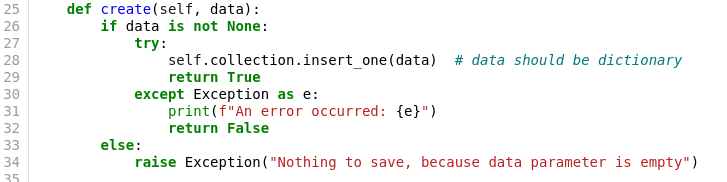 25     def create(self, data):
26         if data is not None:
27             try:
28                 self.collection.insert_one(data)  # data should be dictionary
29                 return True
30             except Exception as e:
31                 print(f"An error occurred: {e}")
32                 return False
33         else:
34             raise Exception("Nothing to save, because data parameter is empty")
35